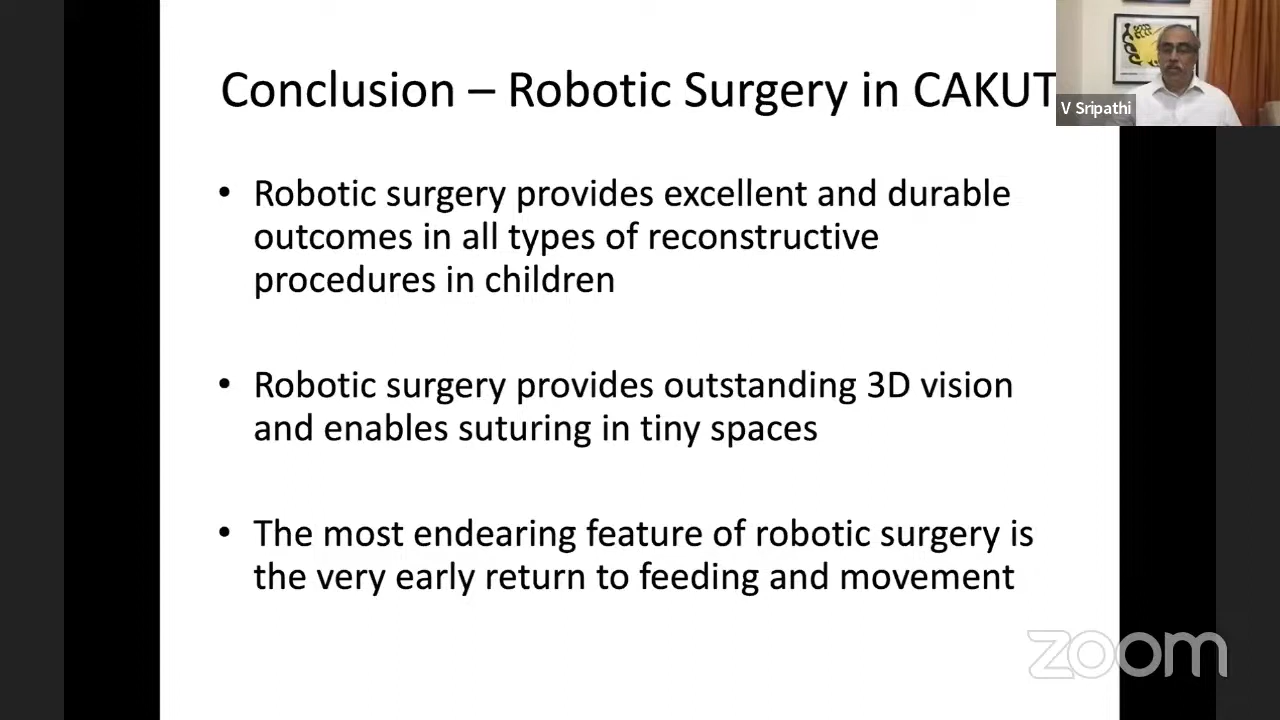 Conclusion – Robotic Surgery in CAKUT
V Sripathi
• Robotic surgery provides excellent and durable
outcomes in all types of reconstructive
procedures in children
• Robotic surgery provides outstanding 3D vision
and enables suturing in tiny spaces
• The most endearing feature of robotic surgery is
the very early return to feeding and movement
zoom